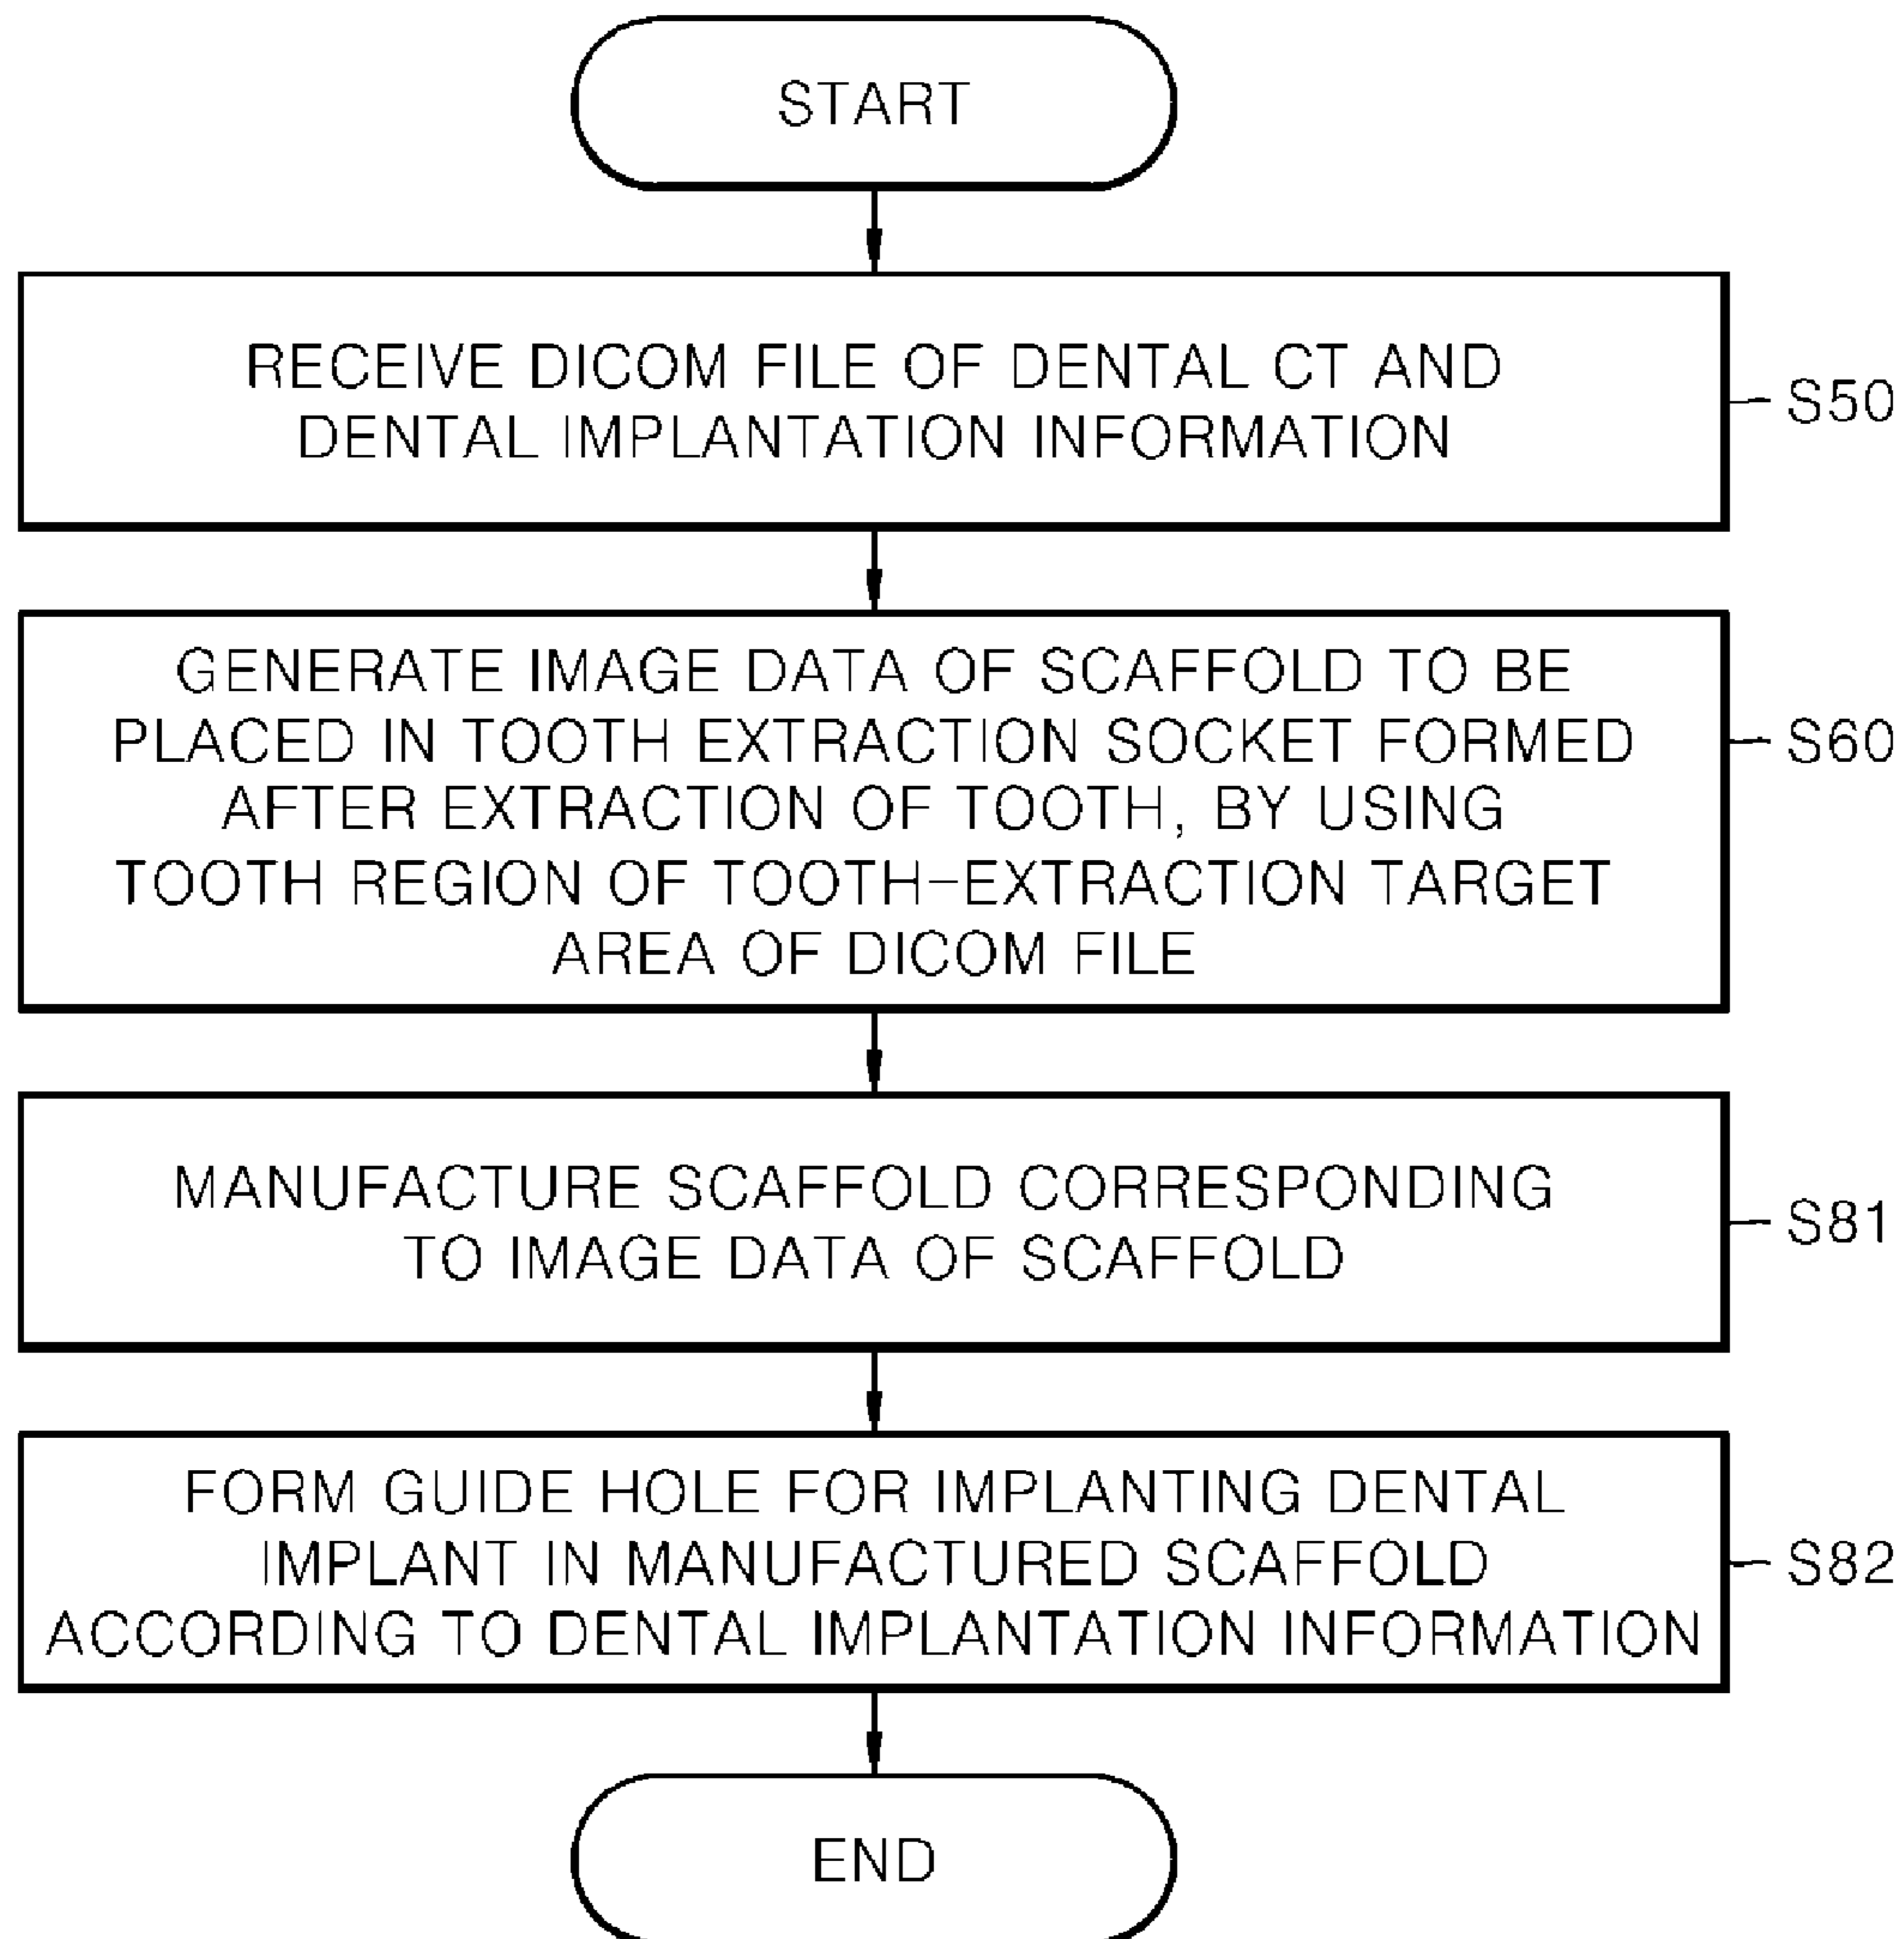 START
RECEIVE DICOM FILE OF DENTAL CT AND
DENTAL IMPLANTATION INFORMATION
S50
GENERATE IMAGE DATA OF SCAFFOLD TO BE
PLACED IN TOOTH EXTRACTION SOCKET FORMED
AFTER EXTRACTION OF TOOTH, BY USING
TOOTH REGION OF TOOTH-EXTRACTION TARGET
AREA OF DICOM FILE
S60
MANUFACTURE SCAFFOLD CORRESPONDING
TO IMAGE DATA OF SCAFFOLD
S81
FORM GUIDE HOLE FOR IMPLANTING DENTAL
IMPLANT IN MANUFACTURED SCAFFOLD
ACCORDING TO DENTAL IMPLANTATION INFORMATION
S82
END